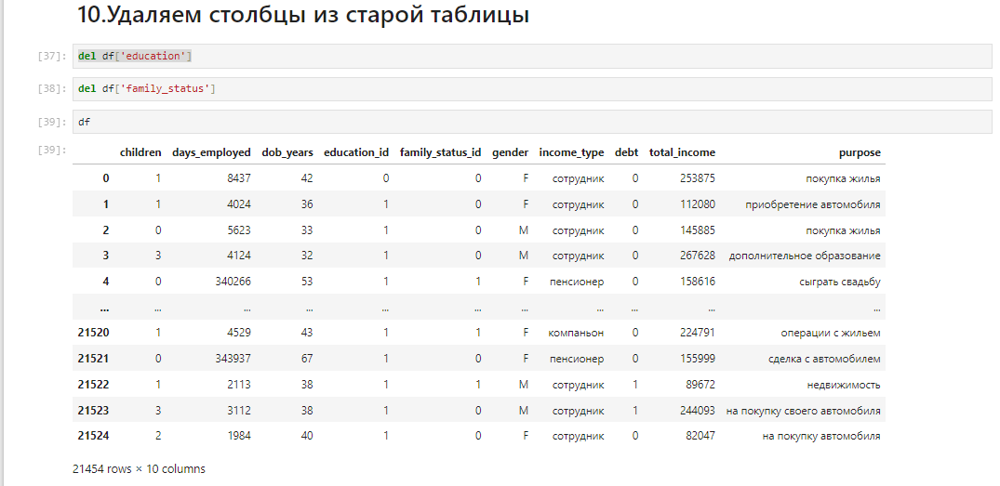 10.Удаляем столбцы из старой таблицы
[37]: del df['education']
[38]: del df['family_status']
[39]: df
[39]: children days_employed dob_years education_id family_status_id gender income_type debt total_income purpose
0 1 8437 42 0 0 F сотрудник 0 253875 покупка жилья
1 1 4024 36 1 0 F сотрудник 0 112080 приобретение автомобиля
2 0 5623 33 1 0 M сотрудник 0 145885 покупка жилья
3 3 4124 32 1 0 M сотрудник 0 267628 дополнительное образование
4 0 340266 53 1 1 F пенсионер 0 158616 сыграть свадьбу
... ... ... ... ... ... ... ... ... ... ...
21520 1 4529 43 1 1 F компаньон 0 224791 операции с жильем
21521 0 343937 67 1 0 F пенсионер 0 155999 сделка с автомобилем
21522 1 2113 38 1 1 M сотрудник 1 89672 недвижимость
21523 3 3112 38 1 0 M сотрудник 1 244093 на покупку своего автомобиля
21524 2 1984 40 1 0 F сотрудник 0 82047 на покупку автомобиля
21454 rows × 10 columns